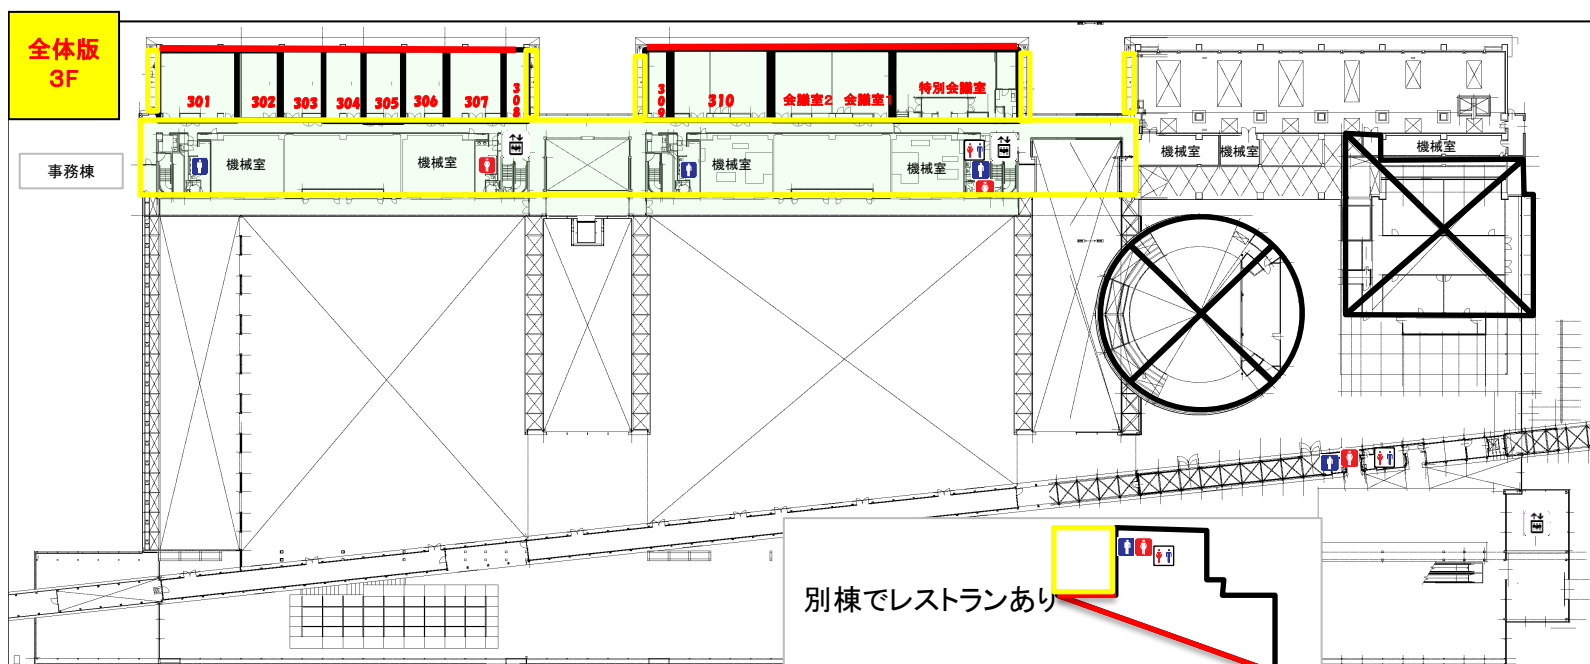 全体版
3F
301
302
303
304
305
306
307
308
309
310
会議室2
会議室1
特別会議室
事務棟
機械室
機械室
機械室
機械室
機械室
機械室
機械室
別棟でレストランあり